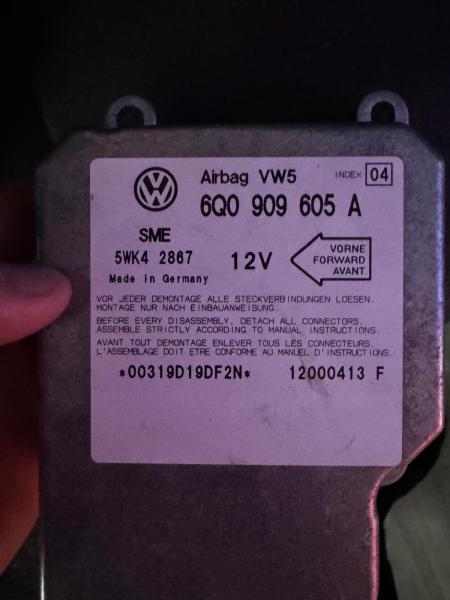 Airbag VW5 INDEX 04
6Q0 909 605 A
SME
5WK4 2867 12V
Made in Germany
VORNE
FORWARD
AVANT
VOR JEDER DEMONTAGE ALLE STECKVERBINDUNGEN LOESEN.
MONTAGE NUR NACH EINBAUANWEISUNG.
BEFORE EVERY DISASSEMBLY, DETACH ALL CONNECTORS.
ASSEMBLE STRICTLY ACCORDING TO MANUAL INSTRUCTIONS.
AVANT TOUT DEMONTAGE ENLEVER TOUS LES CONNECTEURS.
L'ASSEMBLAGE DOIT ETRE CONFORME AU MANUEL D'INSTRUCTIONS.
*00319D19DF2N* 12000413 F